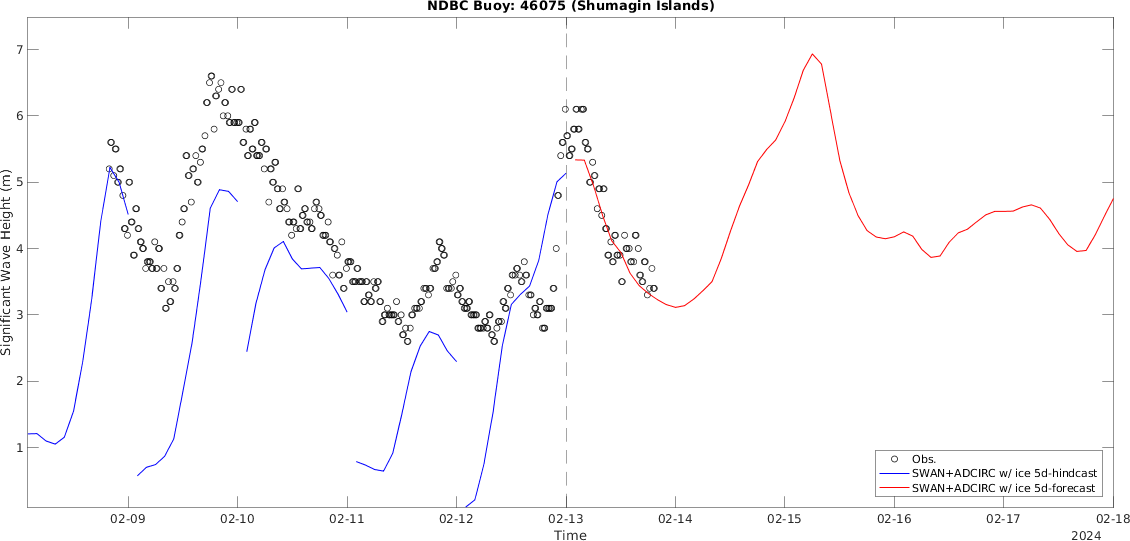 NDBC Buoy: 46075 (Shumagin Islands)
Significant Wave Height (m)
7
6
5
4
3
2
1
Obs.
SWAN+ADCIRC w/ ice 5d-hindcast
SWAN+ADCIRC w/ ice 5d-forecast
02-09 02-10 02-11 02-12 02-13 02-14 02-15 02-16 02-17 02-18
Time
2024